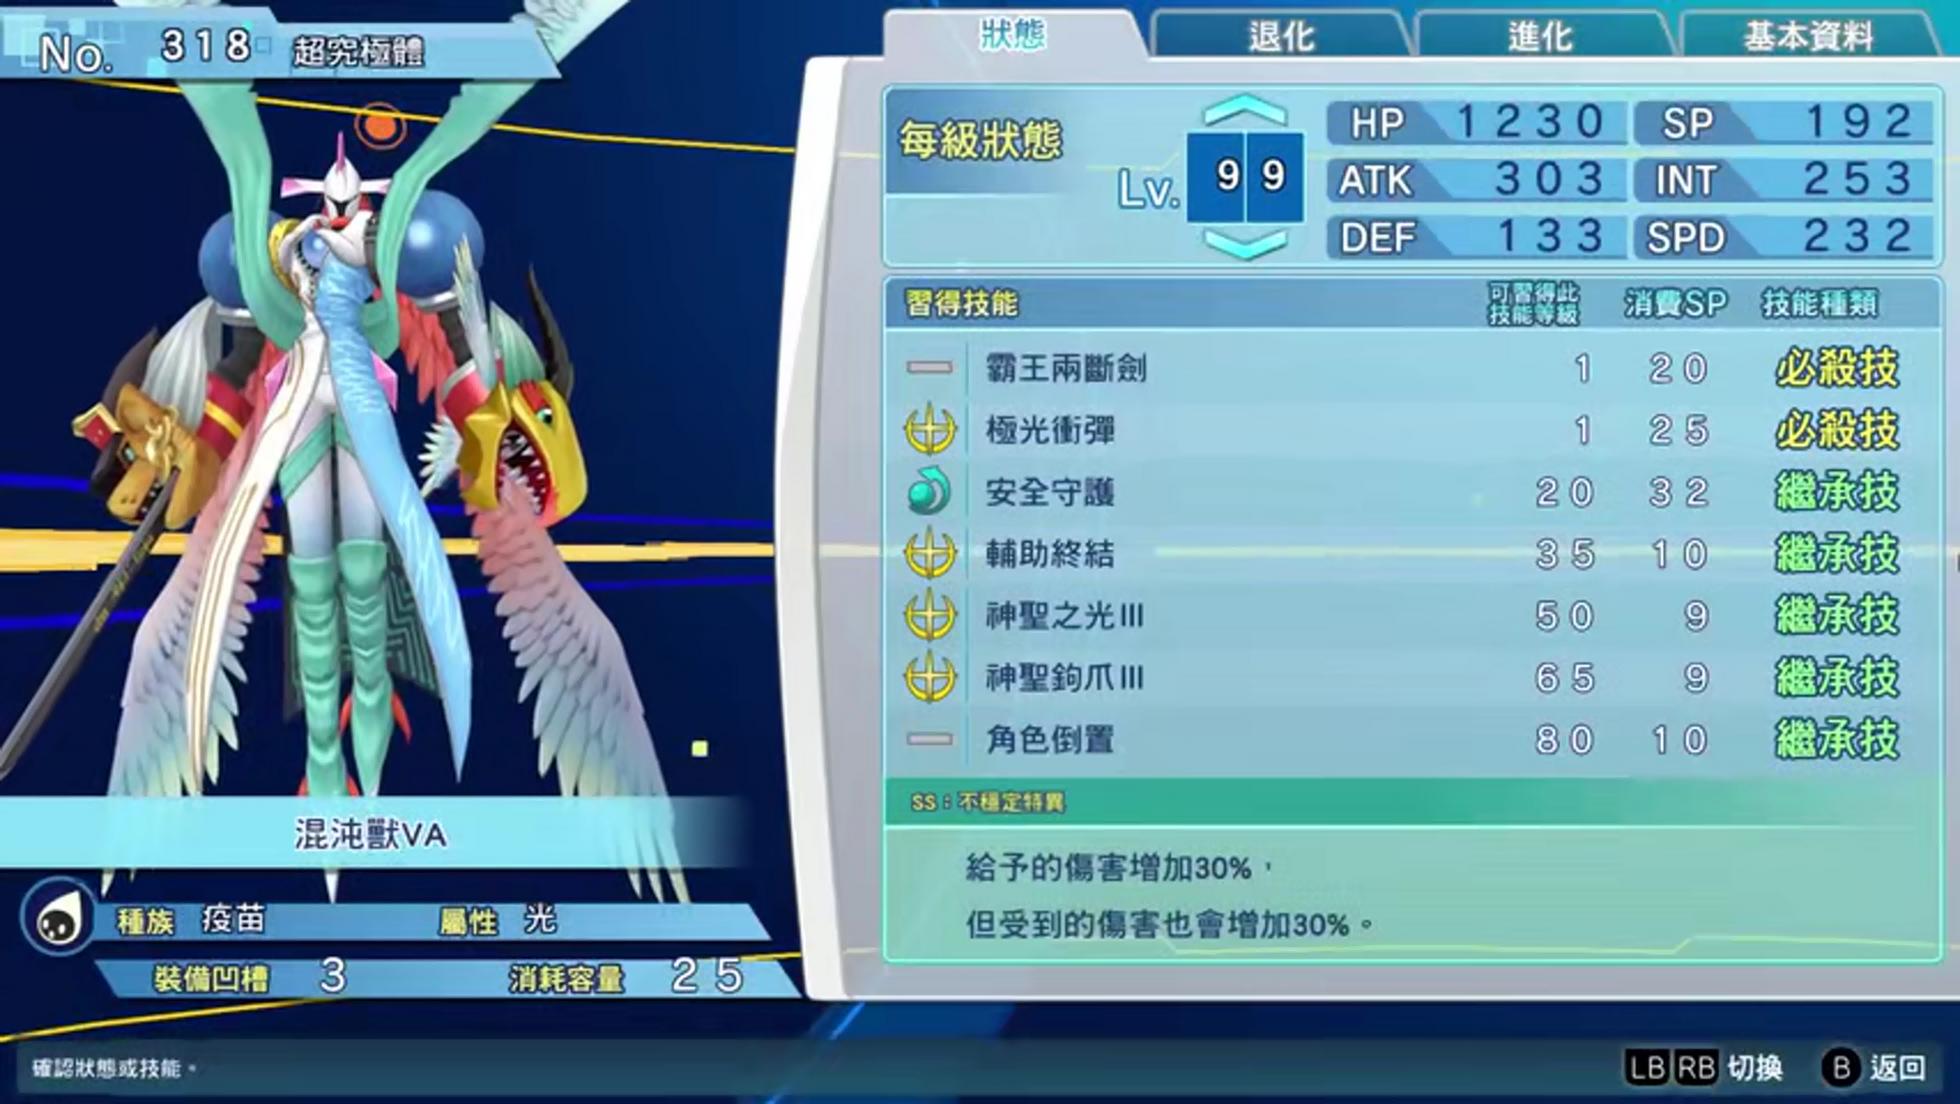 No. 318 超究極體
狀態 退化 進化 基本資料
每級狀態
Lv. 99
HP 1230 SP 192
ATK 303 INT 253
DEF 133 SPD 232
習得技能 可習得此技能等級 消費SP 技能種類
霸王兩斷劍 1 20 必殺技
極光衝彈 1 25 必殺技
安全守護 20 32 繼承技
輔助終結 35 10 繼承技
神聖之光III 50 9 繼承技
神聖鉤爪III 65 9 繼承技
角色倒置 80 10 繼承技
SS：不穩定特異
給予的傷害增加30%，
但受到的傷害也會增加30%。
混沌獸VA
種族 疫苗 屬性 光
裝備凹槽 3 消耗容量 25
確認狀態或技能。
LB RB 切換 B 返回